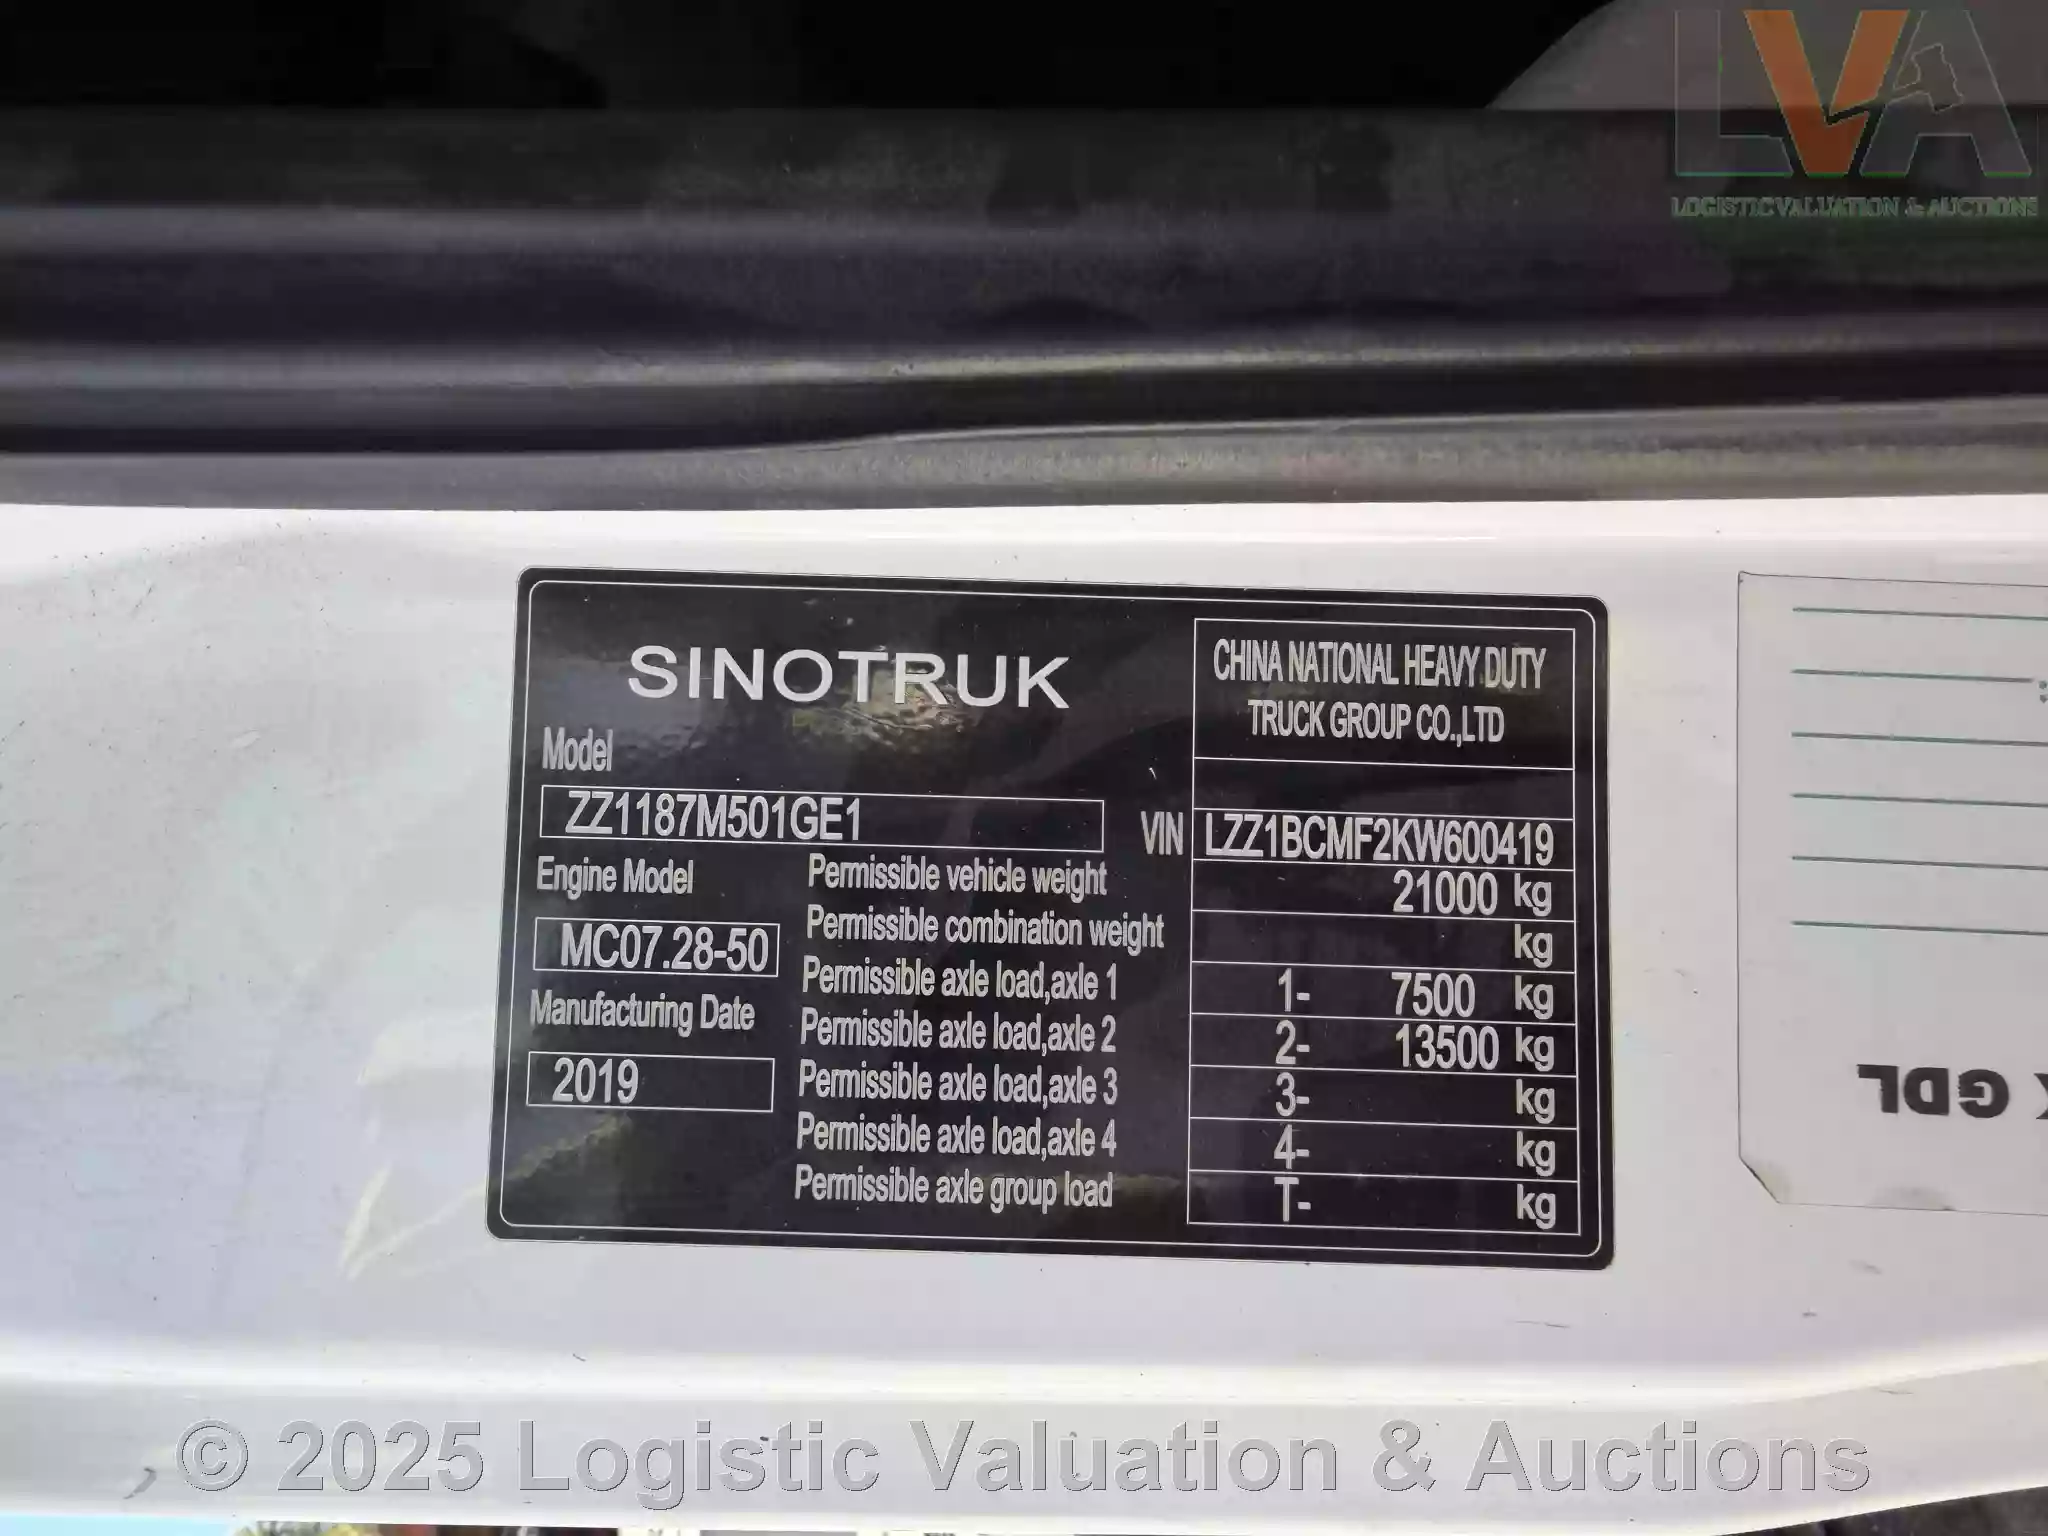 LVA
LOGISTIC VALUATION & AUCTIONS
SINOTRUK
CHINA NATIONAL HEAVY DUTY
TRUCK GROUP CO.,LTD
Model
ZZ1187M501GE1
VIN LZZ1BCMF2KW600419
Engine Model
MC07.28-50
Manufacturing Date
2019
Permissible vehicle weight 21000 kg
Permissible combination weight kg
Permissible axle load,axle 1 1- 7500 kg
Permissible axle load,axle 2 2- 13500 kg
Permissible axle load,axle 3 3- kg
Permissible axle load,axle 4 4- kg
Permissible axle group load T- kg
GDL
© 2025 Logistic Valuation & Auctions